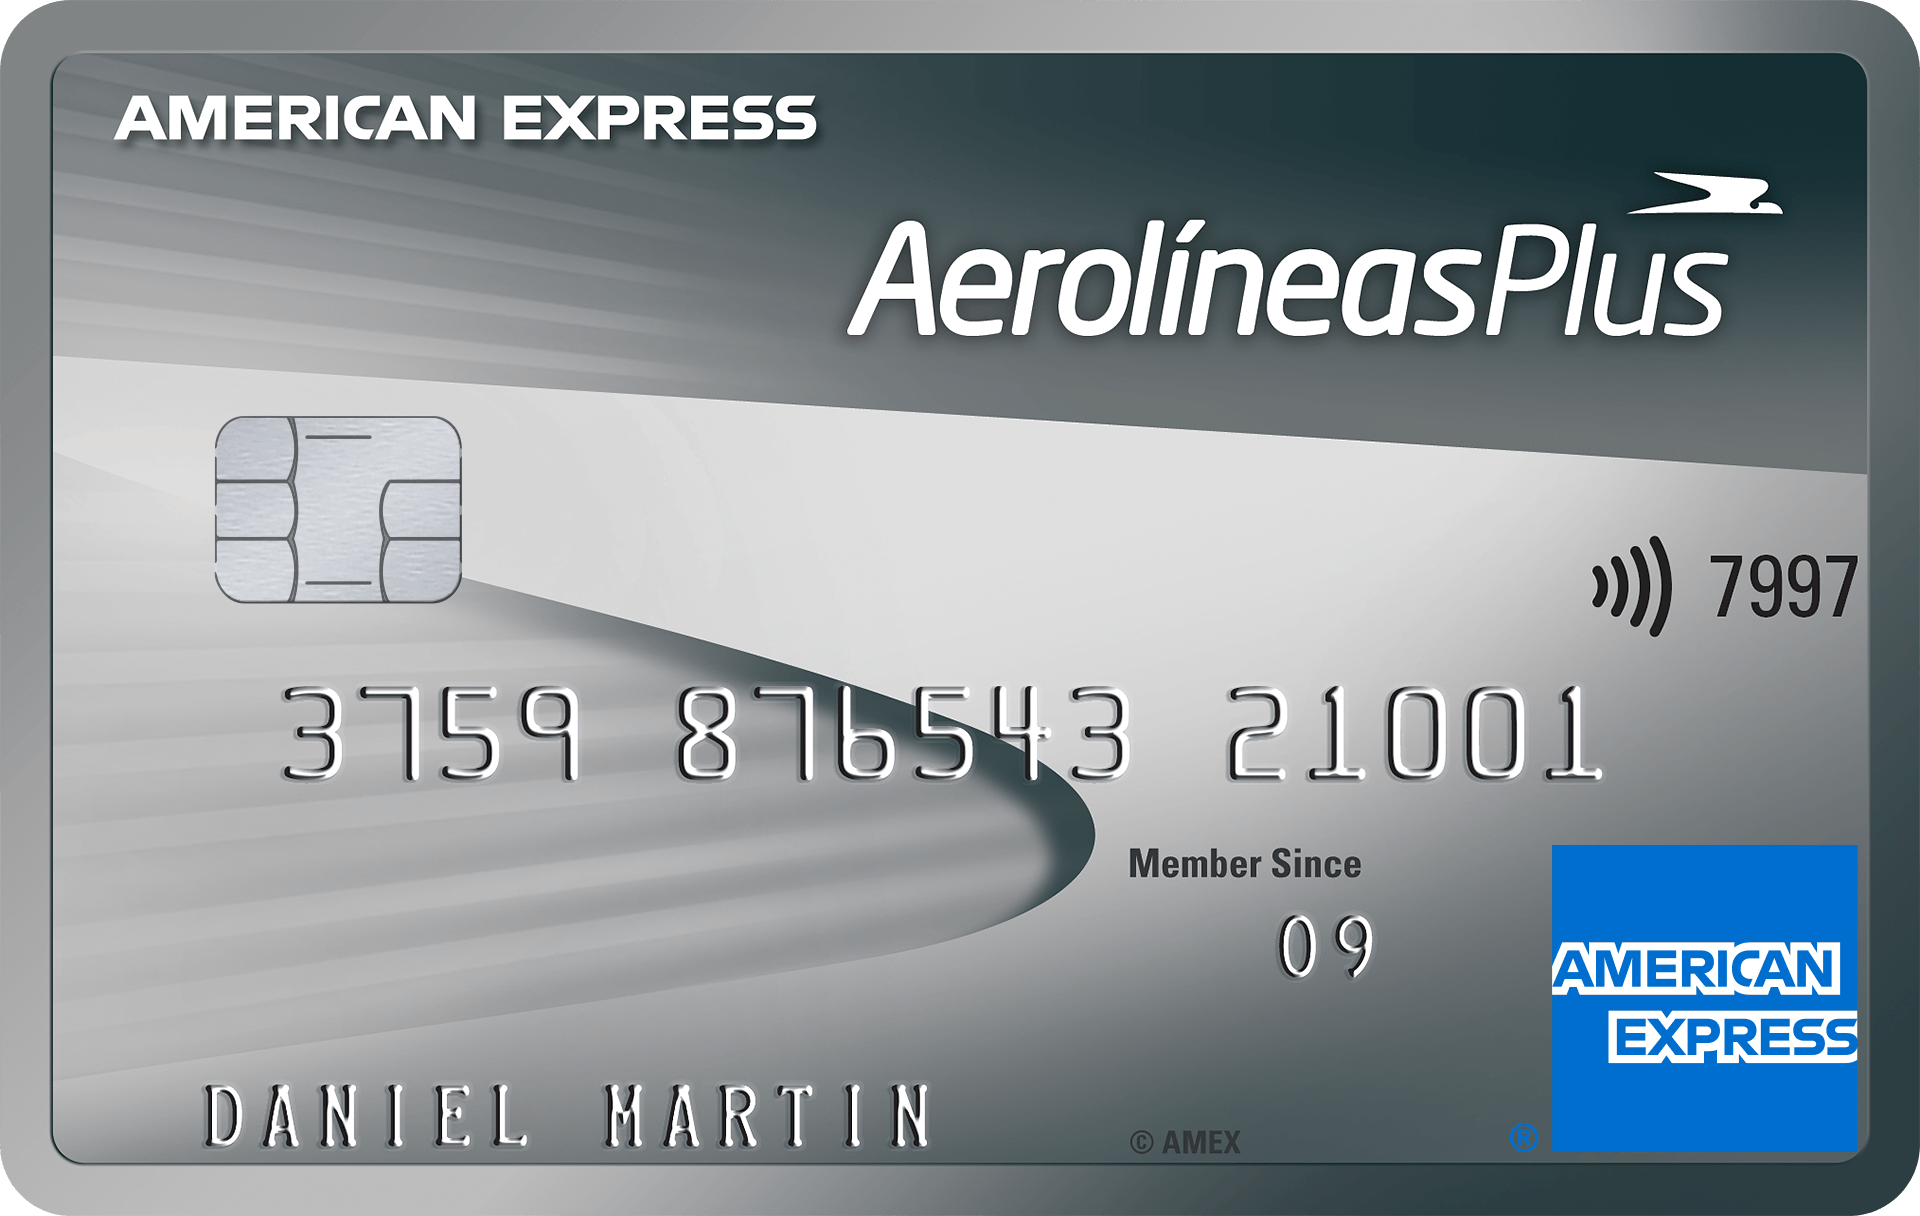 AMERICAN EXPRESS
AerolíneasPlus
7997
3759 876543 21001
Member Since
09
AMERICAN
EXPRESS
DANIEL MARTIN
© AMEX
®